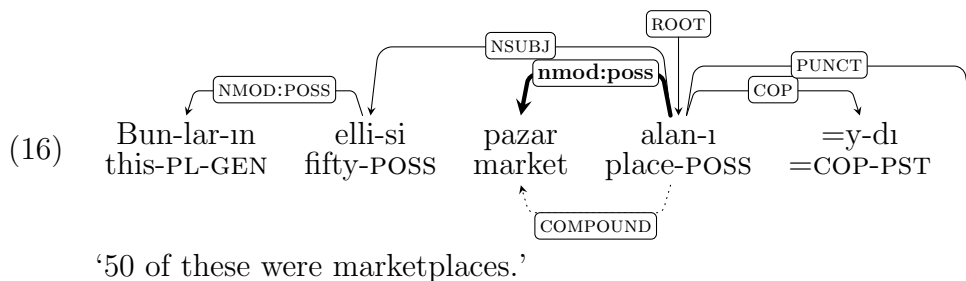 ROOT
NSUBJ
nmod:poss
PUNCT
NMOD:POSS
COP
(16) Bun-lar-ın elli-si pazar alan-ı =y-dı
this-PL-GEN fifty-POSS market place-POSS =COP-PST
COMPOUND
‘50 of these were marketplaces.’